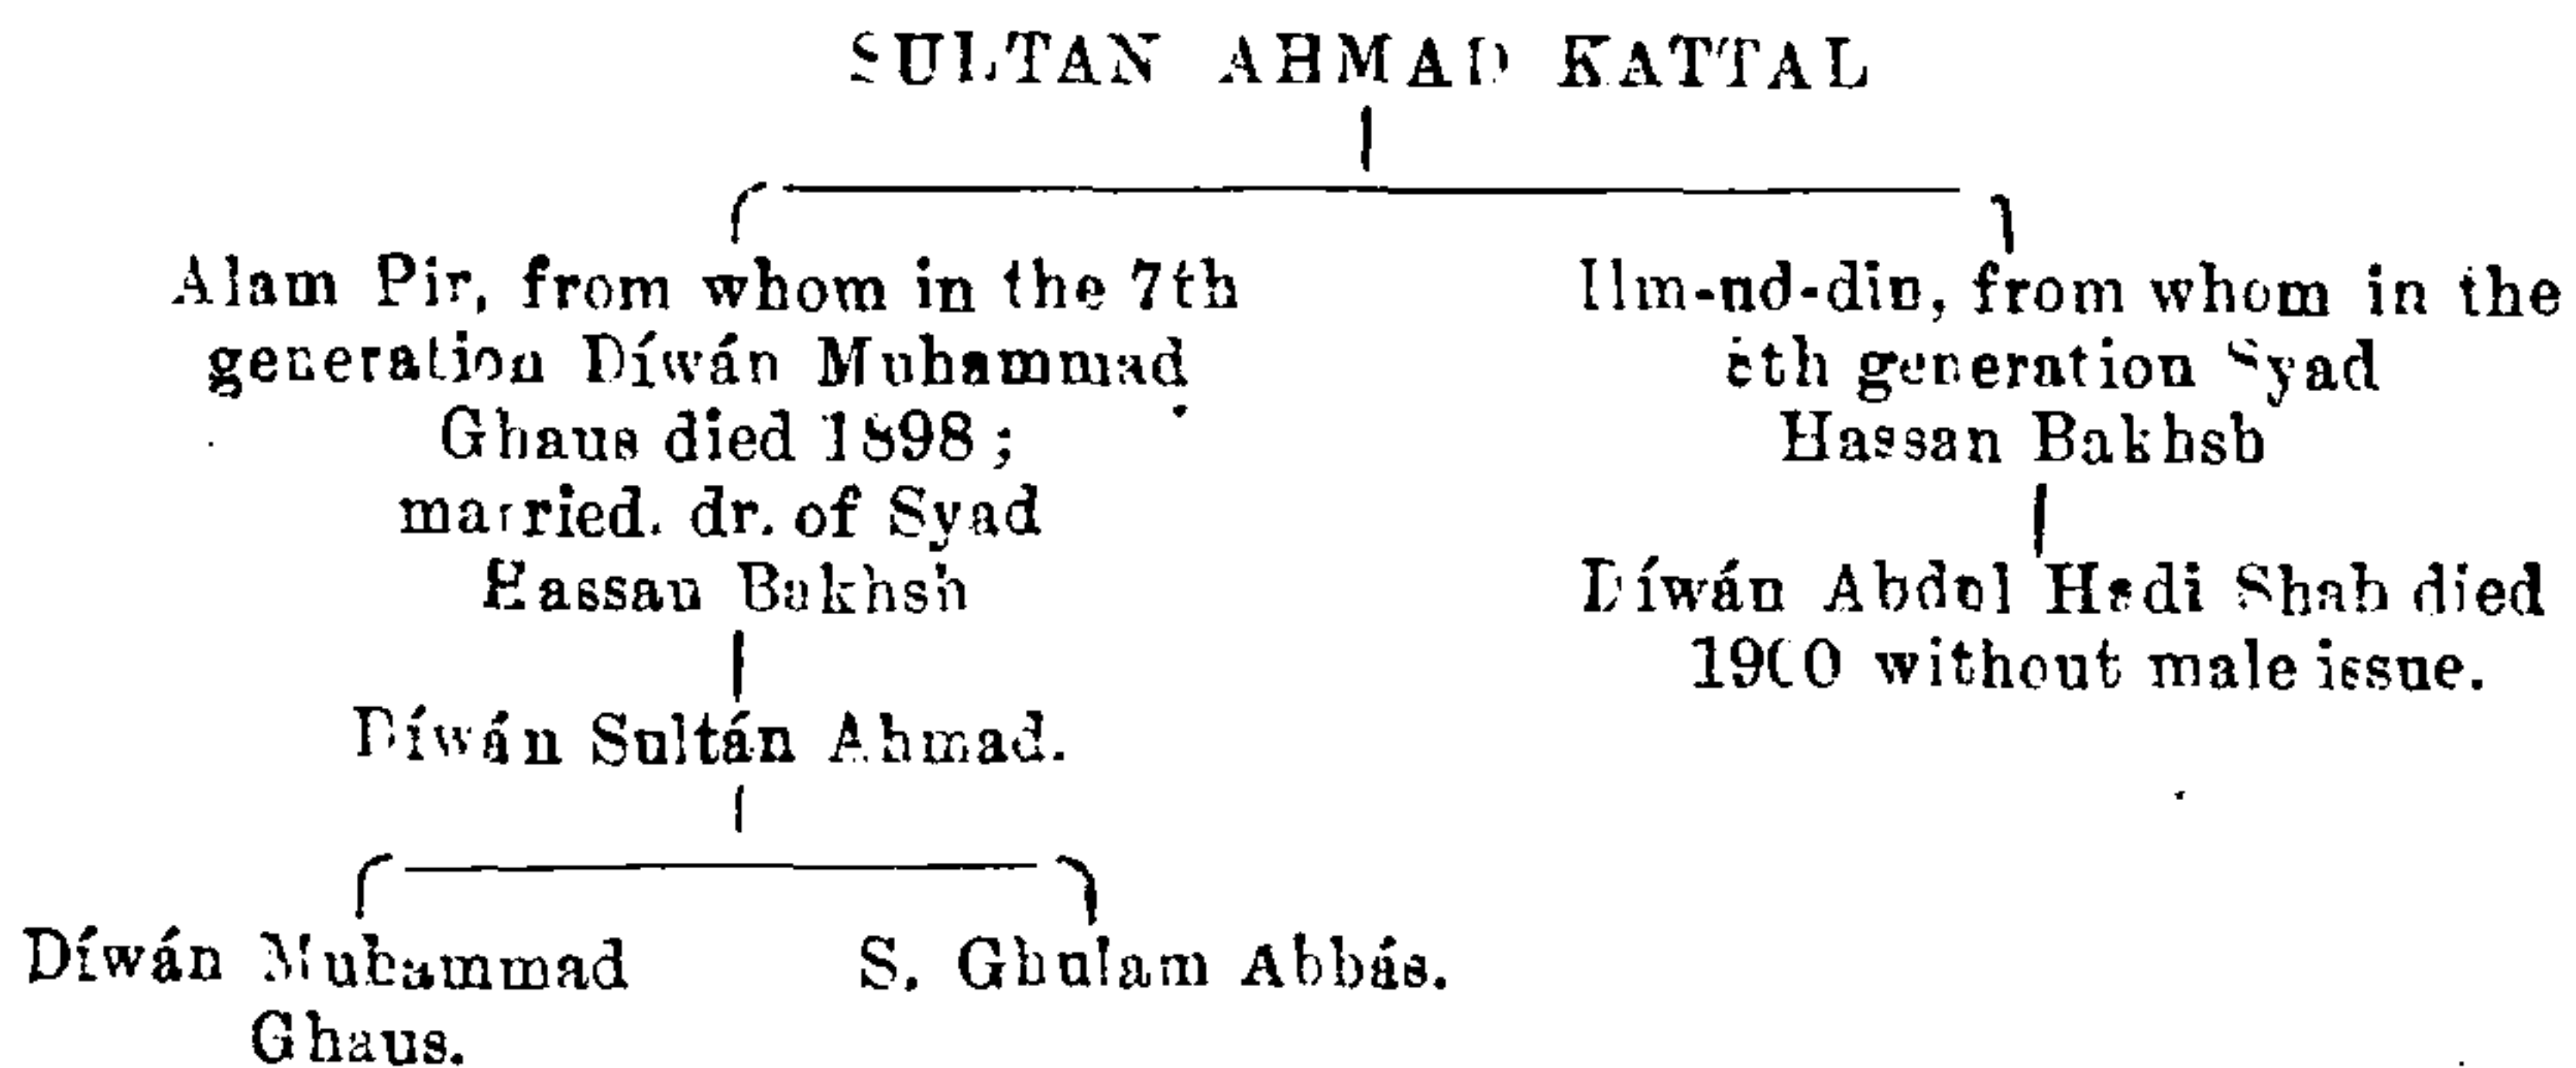 SULTAN AHMAD KATTAL
Alam Pir, from whom in the 7th
generation Díwán Muhammad
Ghaus died 1898 ;
married. dr. of Syad
Hassan Bakhsh
Díwán Sultán Ahmad.
Díwán Muhammad
Ghaus.
S. Ghulam Abbás.
Ilm-ud-din, from whom in the
generation Syad
Hassan Bakhsh
Díwán Abdul Hadi Shah died
1900 without male issue.